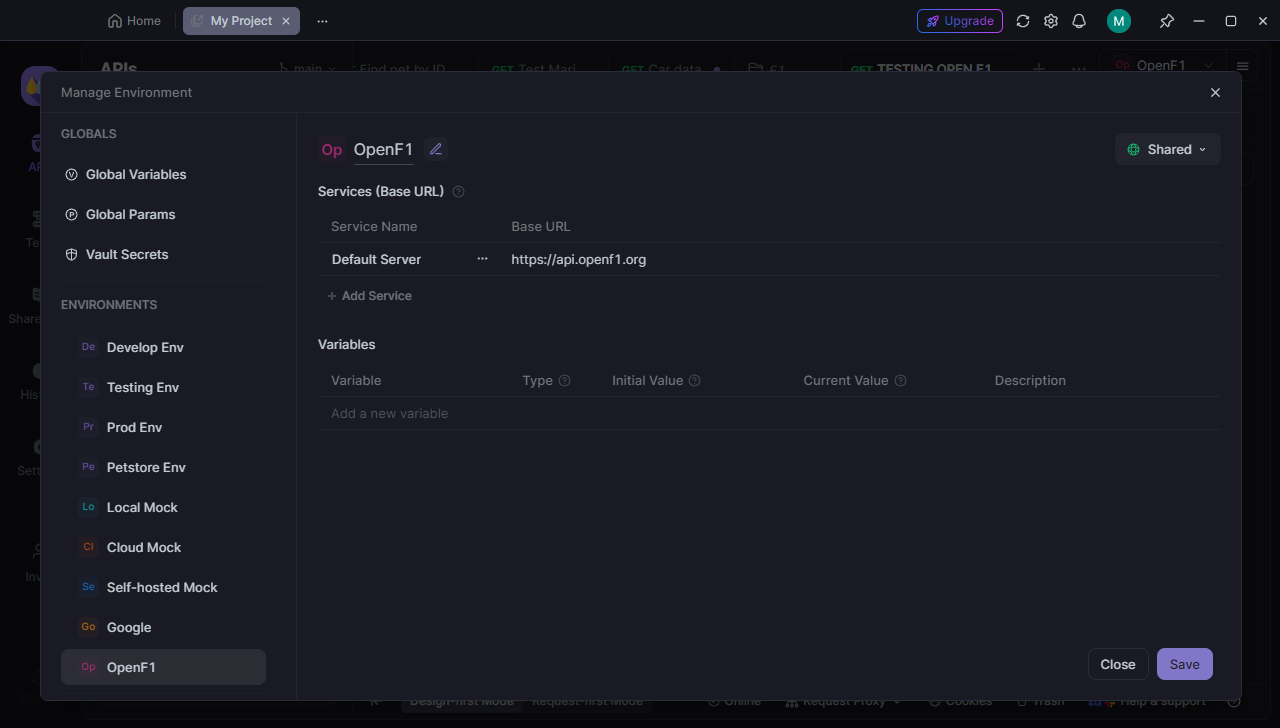 Home
My Project
Upgrade
M
APIs
main
Find pet by ID
GET Test Mari
GET Car data
F1
GET TESTING OPEN F1
Op OpenF1
Manage Environment
GLOBALS
Global Variables
Global Params
Vault Secrets
ENVIRONMENTS
De Develop Env
Te Testing Env
Pr Prod Env
Pe Petstore Env
Lo Local Mock
Cl Cloud Mock
Se Self-hosted Mock
Go Google
Op OpenF1
Op OpenF1
Shared
Services (Base URL)
Service Name Base URL
Default Server ... https://api.openf1.org
+ Add Service
Variables
Variable Type Initial Value Current Value Description
Add a new variable
Close Save
Design-first Mode Request-first Mode
Online Request Proxy Cookies Trash Help & support